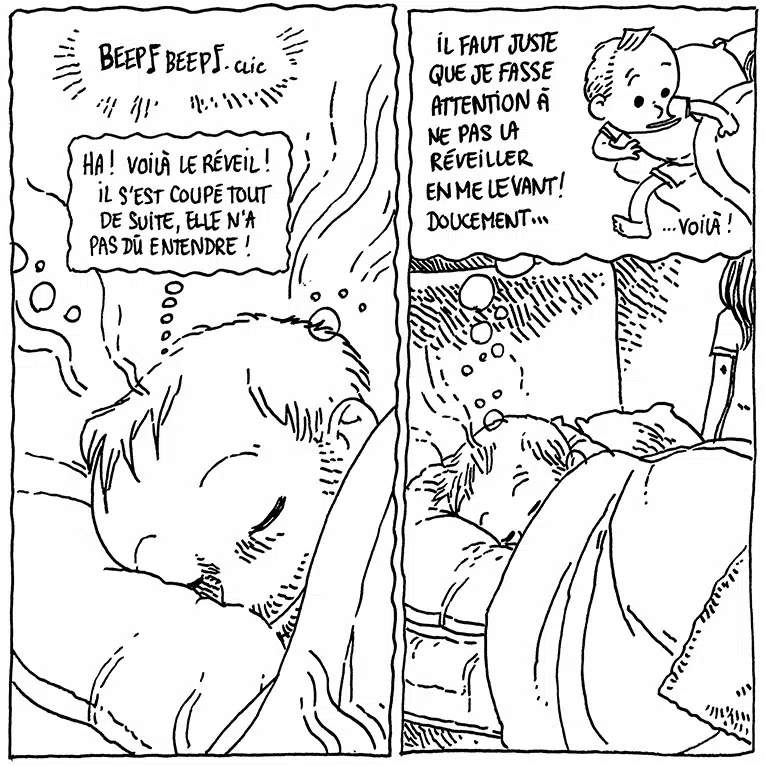 BEEP BEEP. CLIC
HA! VOILÀ LE RÉVEIL!
IL S'EST COUPÉ TOUT
DE SUITE, ELLE N'A
PAS DÛ ENTENDRE!
IL FAUT JUSTE
QUE JE FASSE
ATTENTION À
NE PAS LA
RÉVEILLER
EN ME LEVANT!
DOUCEMENT...
...VOILÀ!